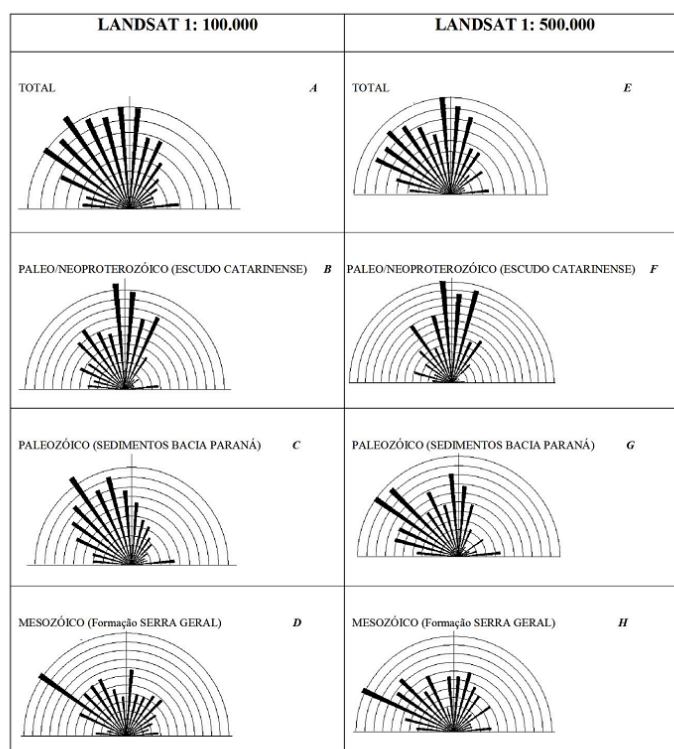 LANDSAT 1: 100.000
LANDSAT 1: 500.000
TOTAL A
TOTAL E
PALEO/NEOPROTEROZÓICO (ESCUDO CATARINENSE) B
PALEO/NEOPROTEROZÓICO (ESCUDO CATARINENSE) F
PALEOZÓICO (SEDIMENTOS BACIA PARANÁ) C
PALEOZÓICO (SEDIMENTOS BACIA PARANÁ) G
MESOZÓICO (Formação SERRA GERAL) D
MESOZÓICO (Formação SERRA GERAL) H